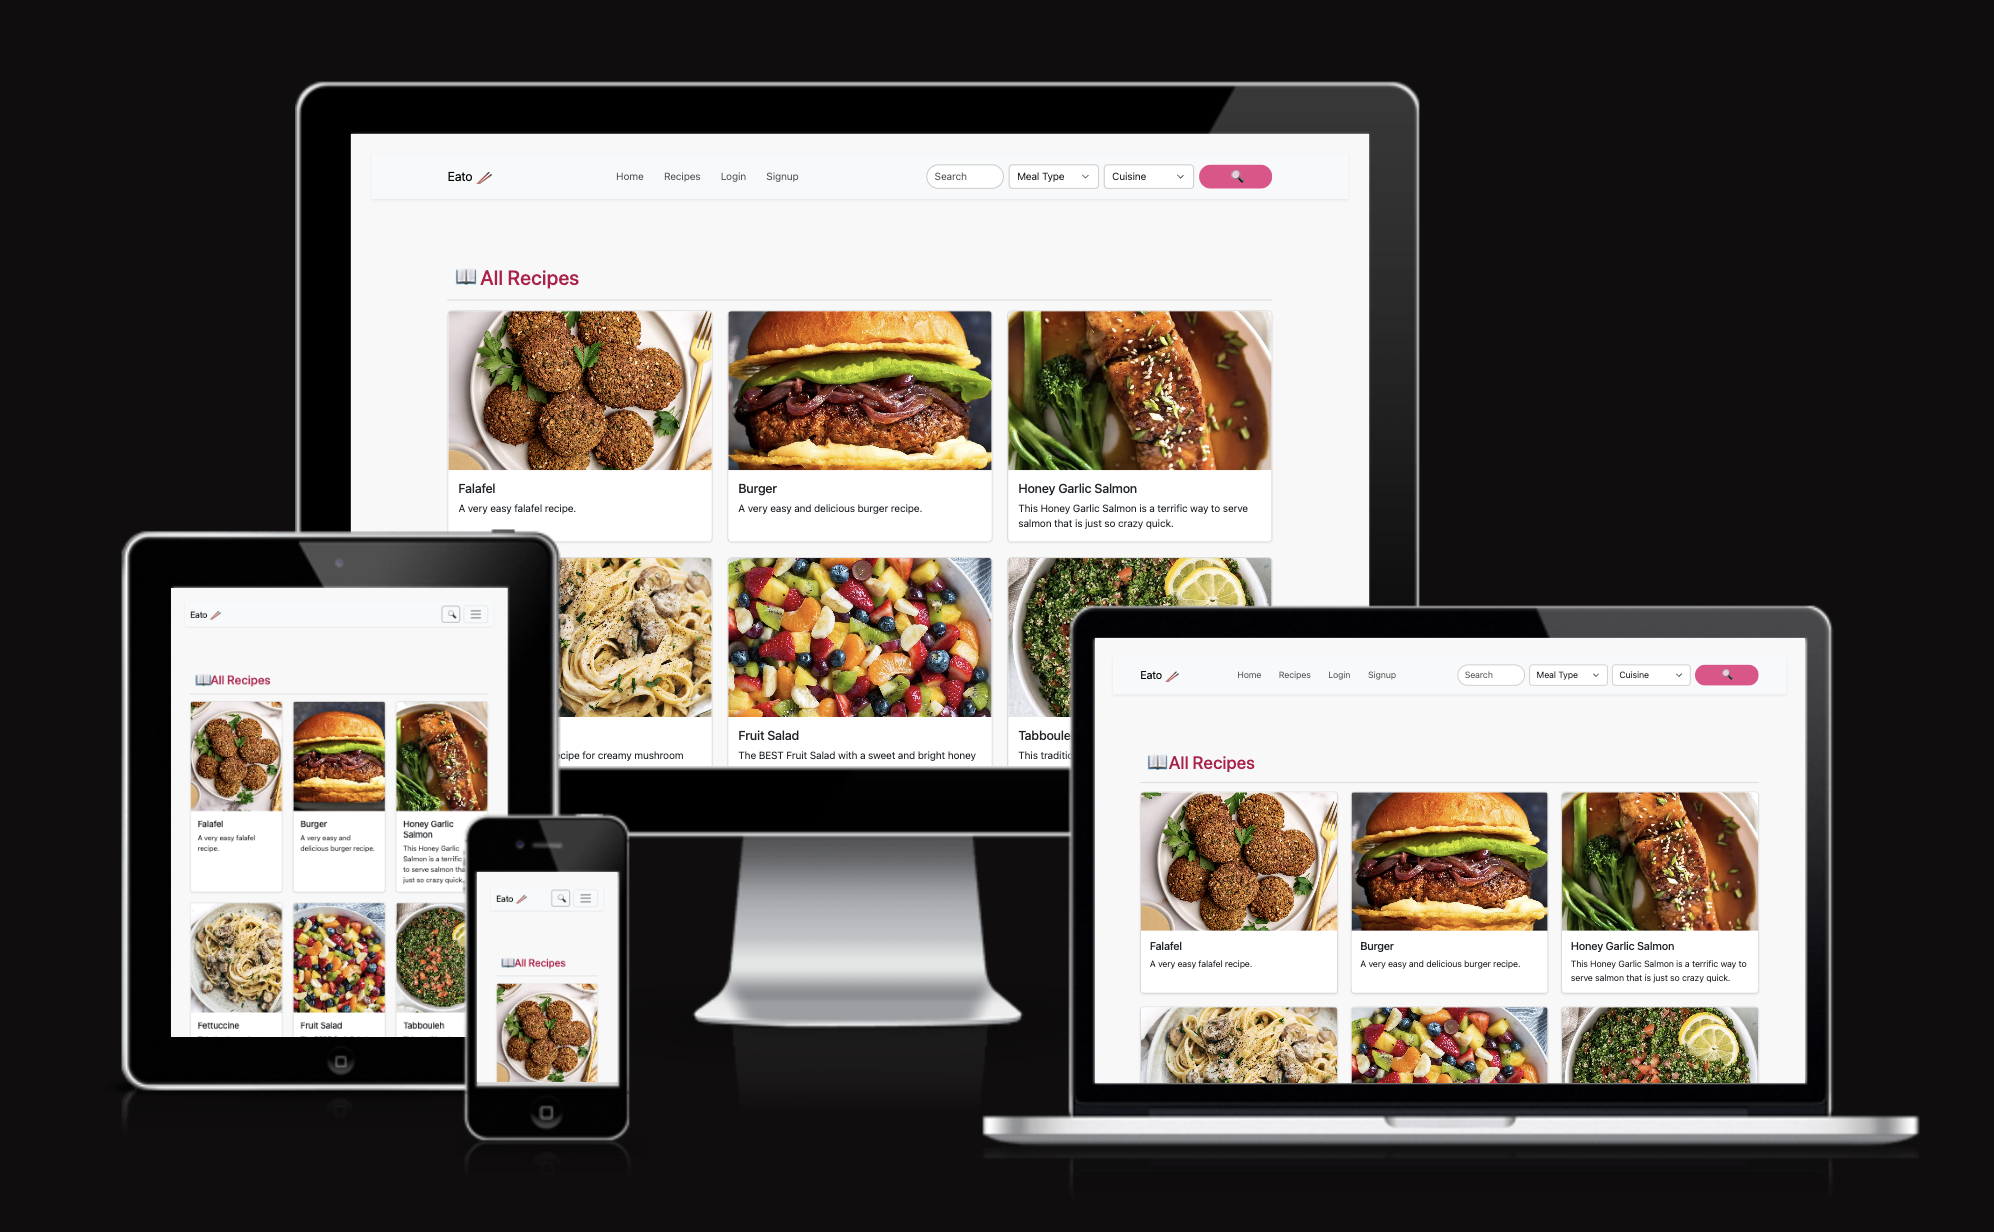 Eato
Home Recipes Login Signup
Search Meal Type Cuisine
All Recipes
Falafel
A very easy falafel recipe.
Burger
A very easy and delicious burger recipe.
Honey Garlic Salmon
This Honey Garlic Salmon is a terrific way to serve
salmon that is just so crazy quick.
recipe for creamy mushroom
Fruit Salad
The BEST Fruit Salad with a sweet and bright honey
Tabboule
This traditi
Eato
All Recipes
Falafel
A very easy falafel
recipe.
Burger
A very easy and
delicious burger recipe.
Honey Garlic
Salmon
This Honey Garlic
Salmon is a terrific
to serve salmon tha
just so crazy quick.
Fettuccine
Fruit Salad
Tabbouleh
Eato
All Recipes
Eato
Home Recipes Login Signup
Search Meal Type Cuisine
All Recipes
Falafel
A very easy falafel recipe.
Burger
A very easy and delicious burger recipe.
Honey Garlic Salmon
This Honey Garlic Salmon is a terrific way to
serve salmon that is just so crazy quick.